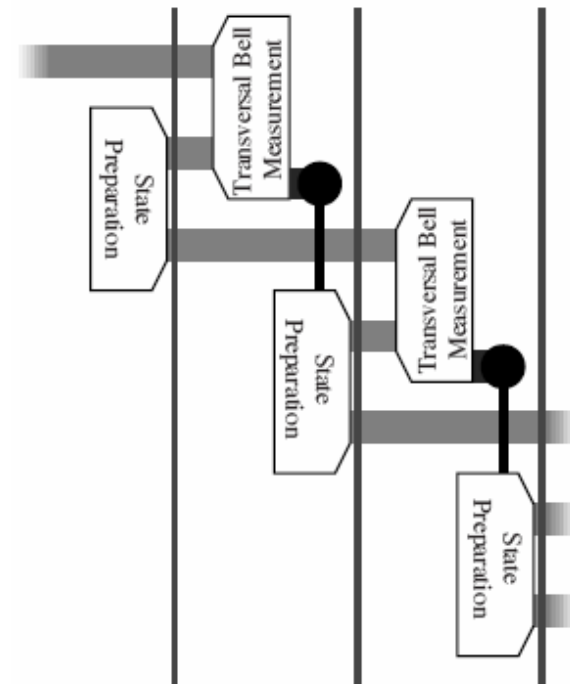 Transversal Bell
Measurement
State
Preparation
Transversal Bell
Measurement
State
Preparation
State
Preparation